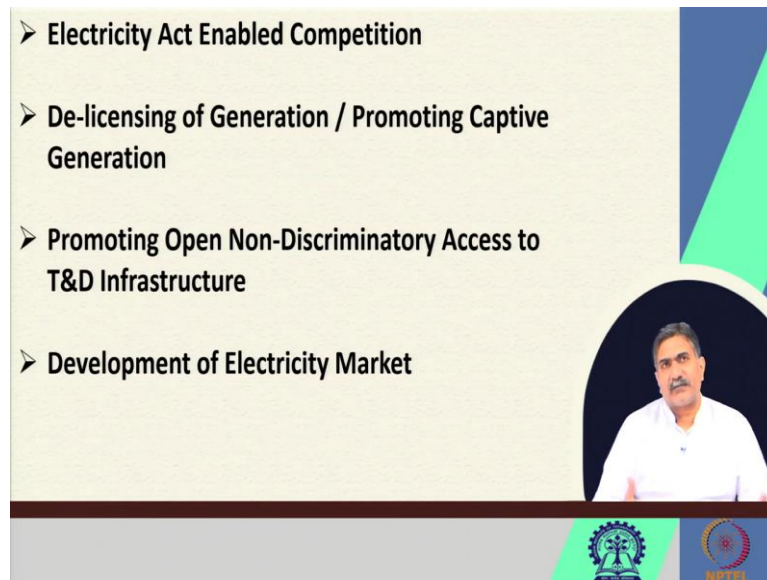 ➢ Electricity Act Enabled Competition
➢ De-licensing of Generation / Promoting Captive
Generation
➢ Promoting Open Non-Discriminatory Access to
T&D Infrastructure
➢ Development of Electricity Market
NPTEL